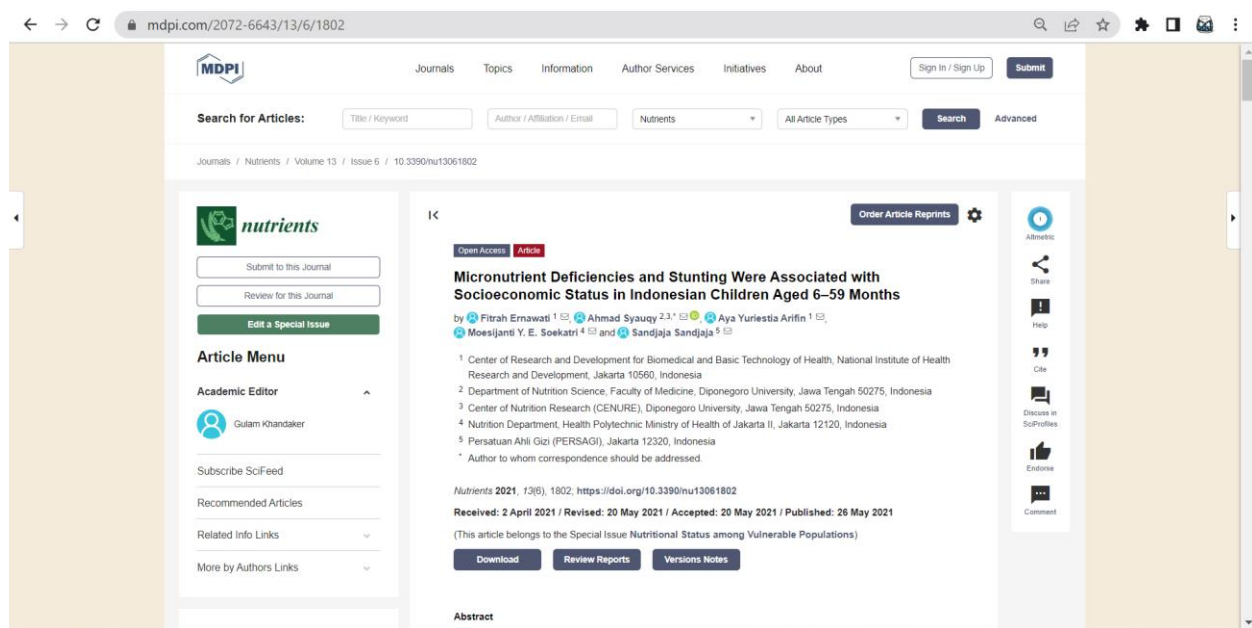 mdpi.com/2072-6643/13/6/1802
MDPI
Journals Topics Information Author Services Initiatives About Sign In / Sign Up Submit
Search for Articles: Title / Keyword Author / Affiliation / Email Nutrients All Article Types Search Advanced
Journals / Nutrients / Volume 13 / Issue 6 / 10.3390/nu13061802
nutrients
Submit to this Journal
Review for this Journal
Edit a Special Issue
Article Menu
Academic Editor
Gulam Khandaker
Subscribe SciFeed
Recommended Articles
Related Info Links
More by Authors Links
Order Article Reprints
Open Access Article
Micronutrient Deficiencies and Stunting Were Associated with
Socioeconomic Status in Indonesian Children Aged 6–59 Months
by Fitrah Ernawati 1, Ahmad Syauqy 2,3,*, Aya Yuriestia Arifin 1,
Moesijanti Y. E. Soekatri 4 and Sandjaja Sandjaja 5
1 Center of Research and Development for Biomedical and Basic Technology of Health, National Institute of Health
Research and Development, Jakarta 10560, Indonesia
2 Department of Nutrition Science, Faculty of Medicine, Diponegoro University, Jawa Tengah 50275, Indonesia
3 Center of Nutrition Research (CENURE), Diponegoro University, Jawa Tengah 50275, Indonesia
4 Nutrition Department, Health Polytechnic Ministry of Health of Jakarta II, Jakarta 12120, Indonesia
5 Persatuan Ahli Gizi (PERSAGI), Jakarta 12320, Indonesia
* Author to whom correspondence should be addressed.
Nutrients 2021, 13(6), 1802; https://doi.org/10.3390/nu13061802
Received: 2 April 2021 / Revised: 20 May 2021 / Accepted: 20 May 2021 / Published: 26 May 2021
(This article belongs to the Special Issue Nutritional Status among Vulnerable Populations)
Download Review Reports Versions Notes
Abstract
Altmetric
Share
Help
Cite
Discuss in
SciProfiles
Endorse
Comment